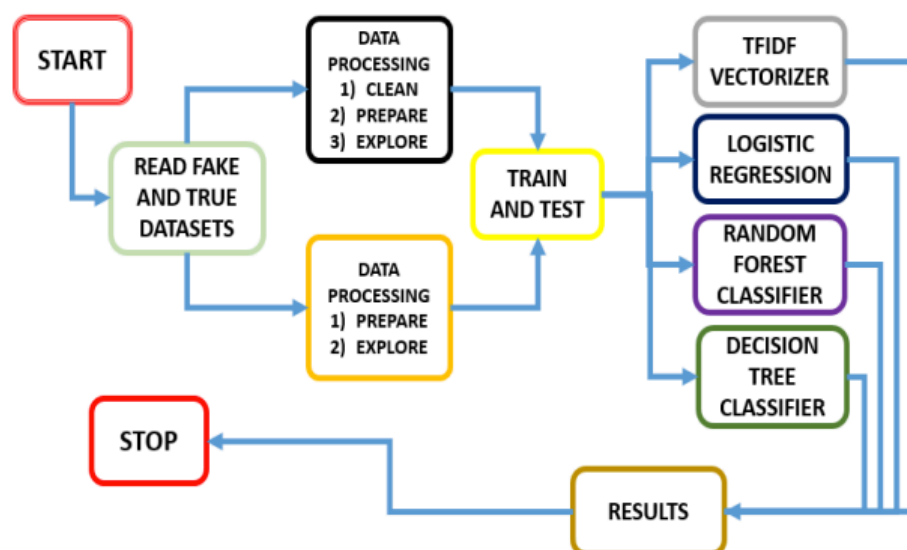 START
READ FAKE
AND TRUE
DATASETS
DATA
PROCESSING
1) CLEAN
2) PREPARE
3) EXPLORE
DATA
PROCESSING
1) PREPARE
2) EXPLORE
TRAIN
AND TEST
TFIDF
VECTORIZER
LOGISTIC
REGRESSION
RANDOM
FOREST
CLASSIFIER
DECISION
TREE
CLASSIFIER
RESULTS
STOP